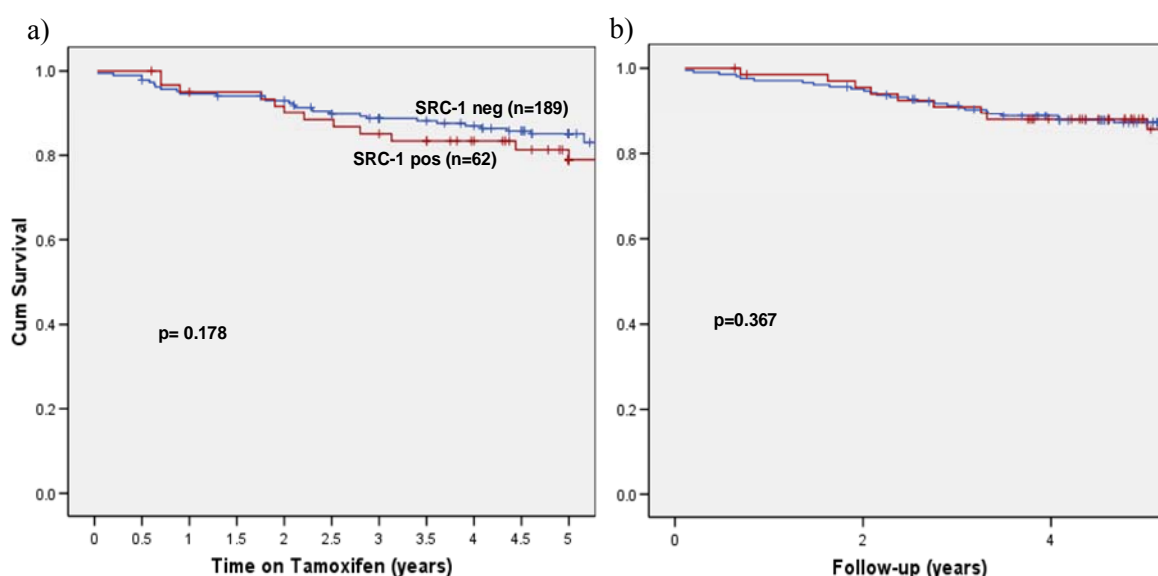 a)
1.0
0.8
0.6
0.4
0.2
0.0
Cum Survival
SRC-1 neg (n=189)
SRC-1 pos (n=62)
p= 0.178
0 0.5 1 1.5 2 2.5 3 3.5 4 4.5 5
Time on Tamoxifen (years)
b)
1.0
0.8
0.6
0.4
0.2
0.0
p=0.367
0 2 4
Follow-up (years)